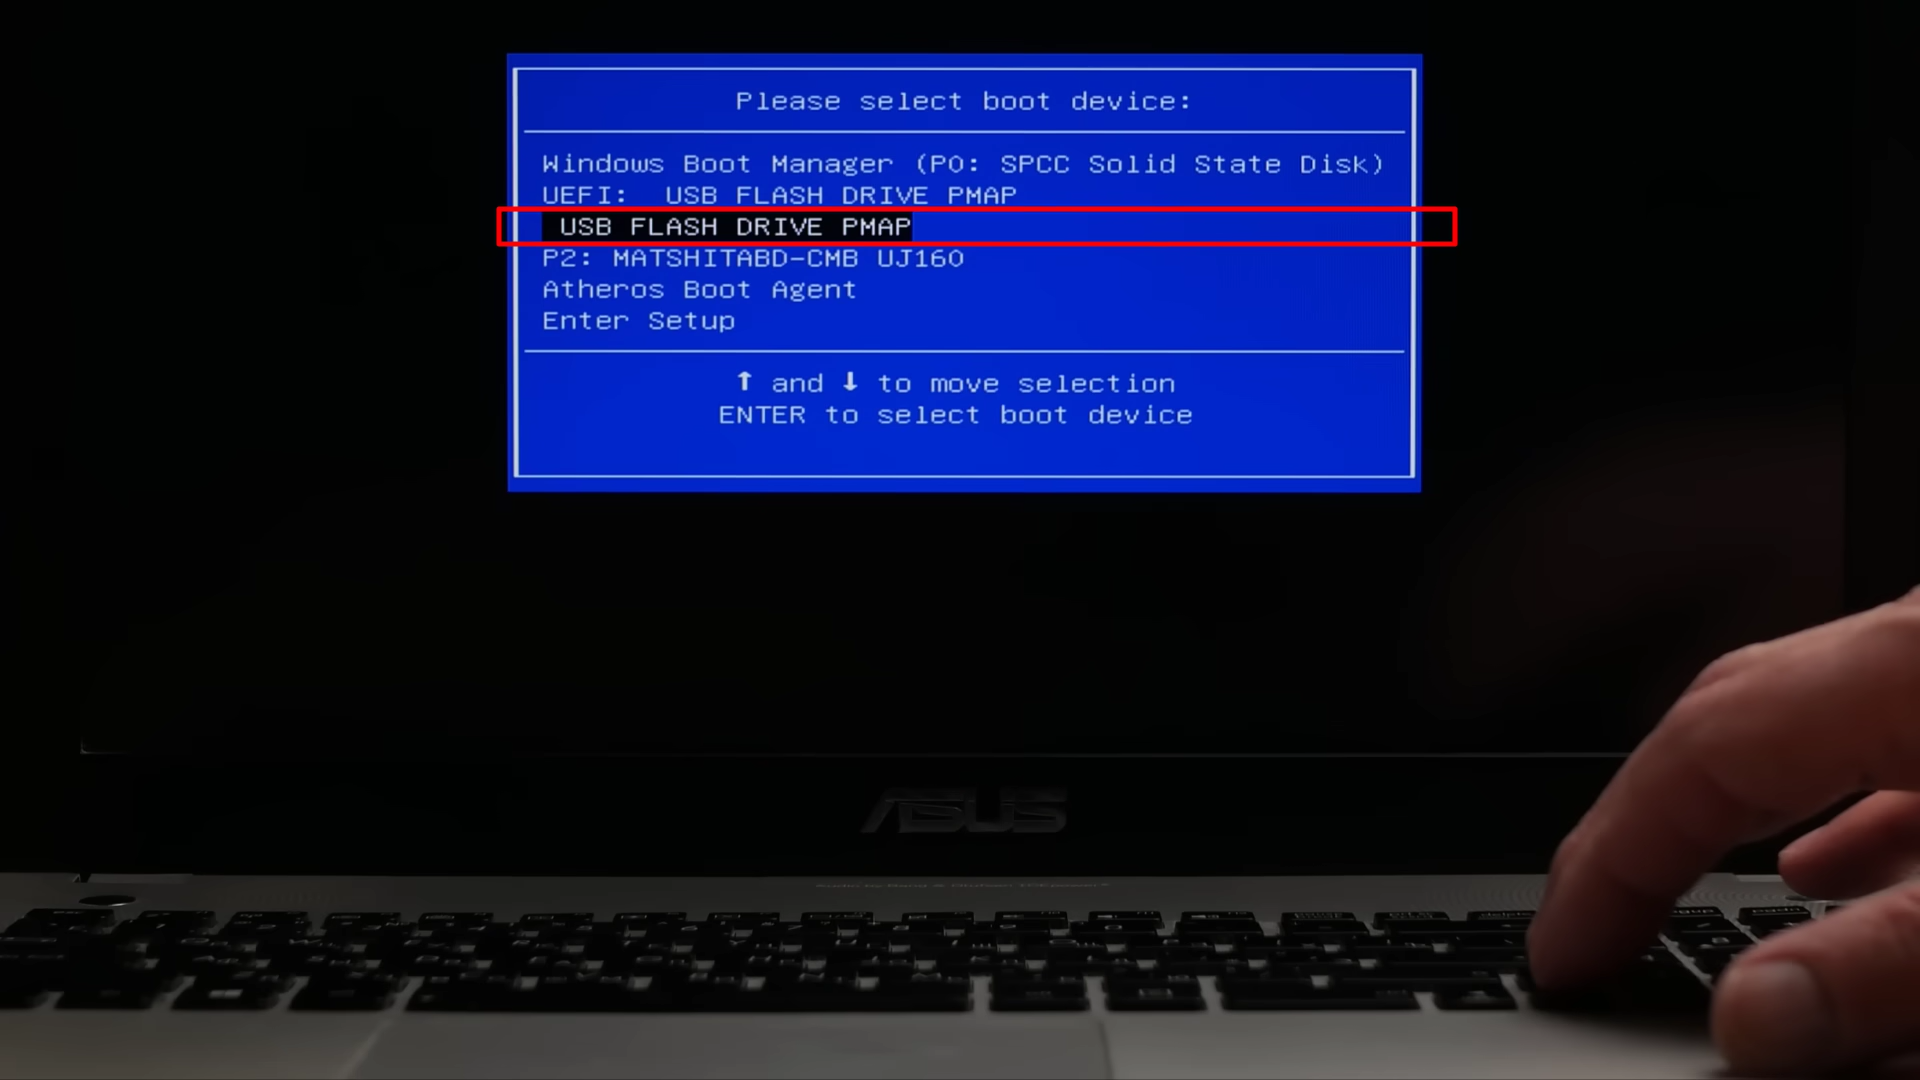 Please select boot device:
Windows Boot Manager (P0: SPCC Solid State Disk)
UEFI:  USB FLASH DRIVE PMAP
USB FLASH DRIVE PMAP
P2: MATSHITABD-CMB UJ160
Atheros Boot Agent
Enter Setup
↑ and ↓ to move selection
ENTER to select boot device
ASUS